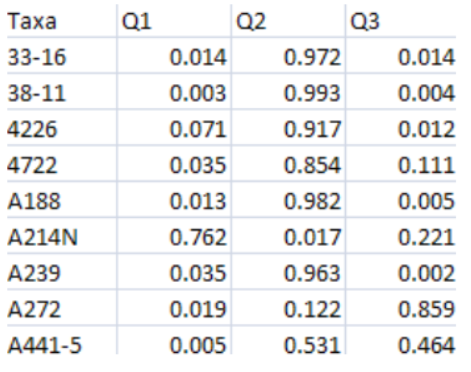 Taxa Q1 Q2 Q3
33-16 0.014 0.972 0.014
38-11 0.003 0.993 0.004
4226 0.071 0.917 0.012
4722 0.035 0.854 0.111
A188 0.013 0.982 0.005
A214N 0.762 0.017 0.221
A239 0.035 0.963 0.002
A272 0.019 0.122 0.859
A441-5 0.005 0.531 0.464